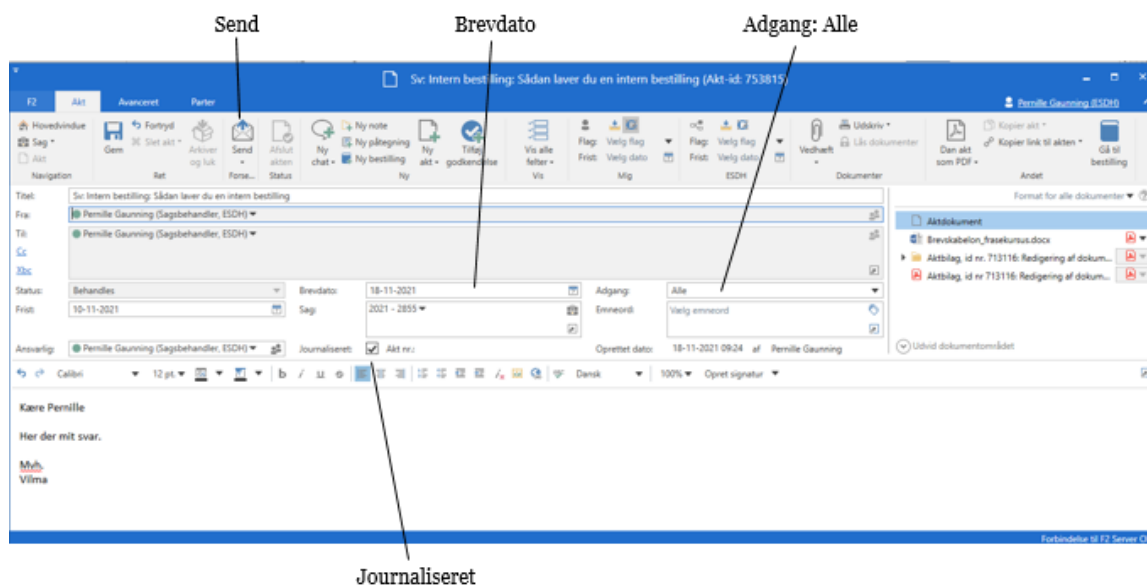 Send Brevdato Adgang: Alle
Sv: Intern bestilling: Sådan laver du en intern bestilling (Akt-id: 753815)
F2 Akt Avanceret Parter Pernille Gaunning (ESDH)
Hovedvindue Fortryd Ny note Udskriv Kopier akt
Sag Slet akt Ny påtegning Flag: Vælg flag Flag: Vælg flag Lås dokumenter Kopier link til akten
Akt Gem Arkiver og luk Send Afslut akten Ny chat Ny bestilling Ny akt Tilføj godkendelse Vis alle felter Frist: Vælg dato Frist: Vælg dato Vedhæft Dan akt som PDF Gå til bestilling
Navigation Ret Forse... Status Ny Vis Mig ESDH Dokumenter Andet
Titel: Sv: Intern bestilling: Sådan laver du en intern bestilling Format for alle dokumenter
Fra: Pernille Gaunning (Sagsbehandler, ESDH) Aktdokument
Til: Pernille Gaunning (Sagsbehandler, ESDH) Brevskabelon_frasekursus.docx
Cc Aktbilag, id nr. 713116: Redigering af dokum...
Xbc Aktbilag, id nr 713116: Redigering af dokum...
Status: Behandles Brevdato: 18-11-2021 Adgang: Alle
Frist: 10-11-2021 Sag: 2021 - 2855 Emneord: Vælg emneord
Ansvarlig: Pernille Gaunning (Sagsbehandler, ESDH) Journaliseret: Akt nr.: Oprettet dato: 18-11-2021 09:24 af Pernille Gaunning Udvid dokumentområdet
Calibri 12 pt. b / u Dansk 100% Opret signatur
Kære Pernille
Her der mit svar.
Mvh.
Vilma
Forbindelse til F2 Server O
Journaliseret